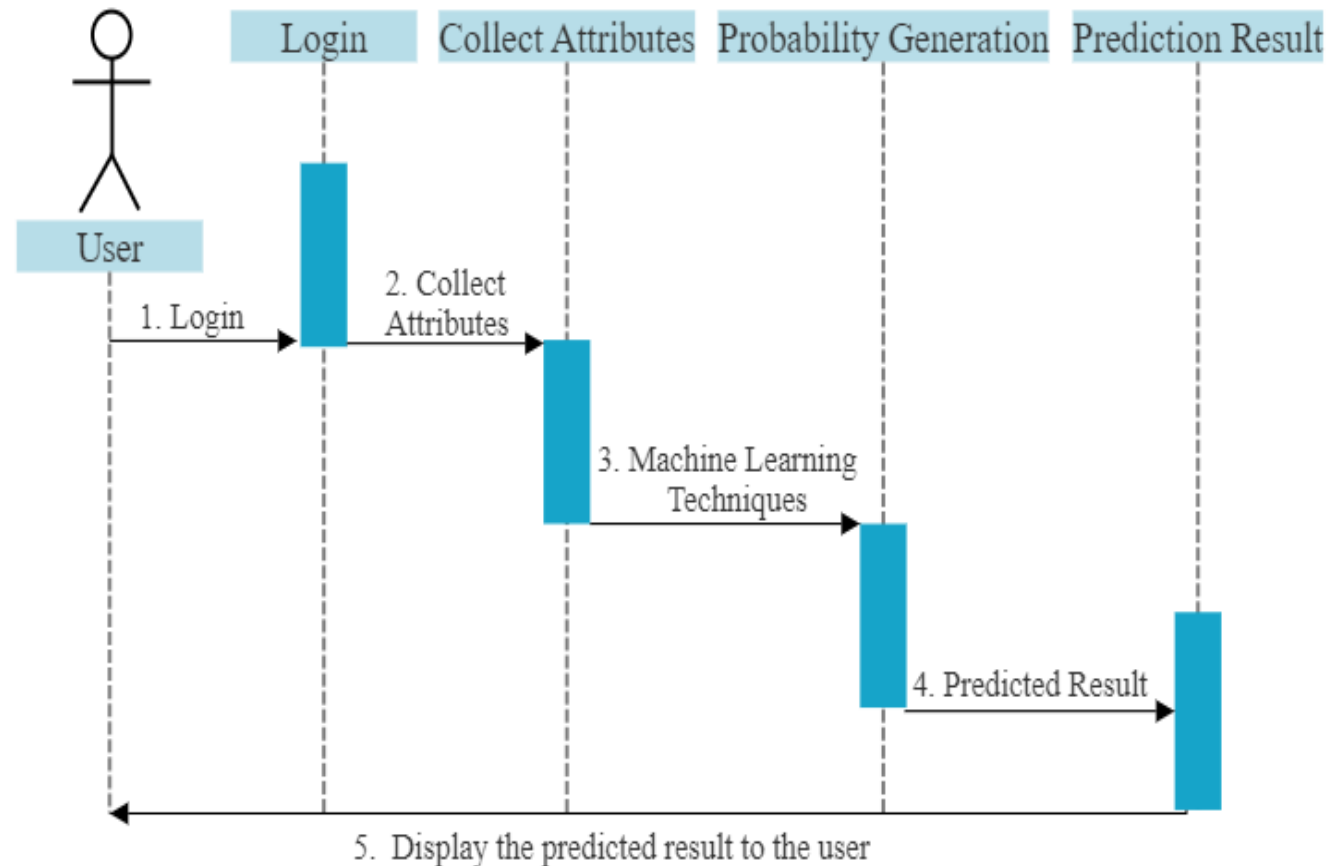 Login
Collect Attributes
Probability Generation
Prediction Result
User
1. Login
2. Collect
Attributes
3. Machine Learning
Techniques
4. Predicted Result
5. Display the predicted result to the user